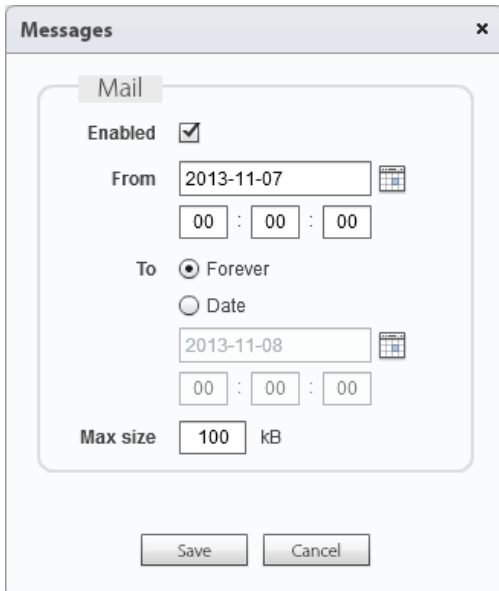 Messages ×
Mail
Enabled
From 2013-11-07
00 : 00 : 00
To Forever
Date
2013-11-08
00 : 00 : 00
Max size 100 kB
Save Cancel